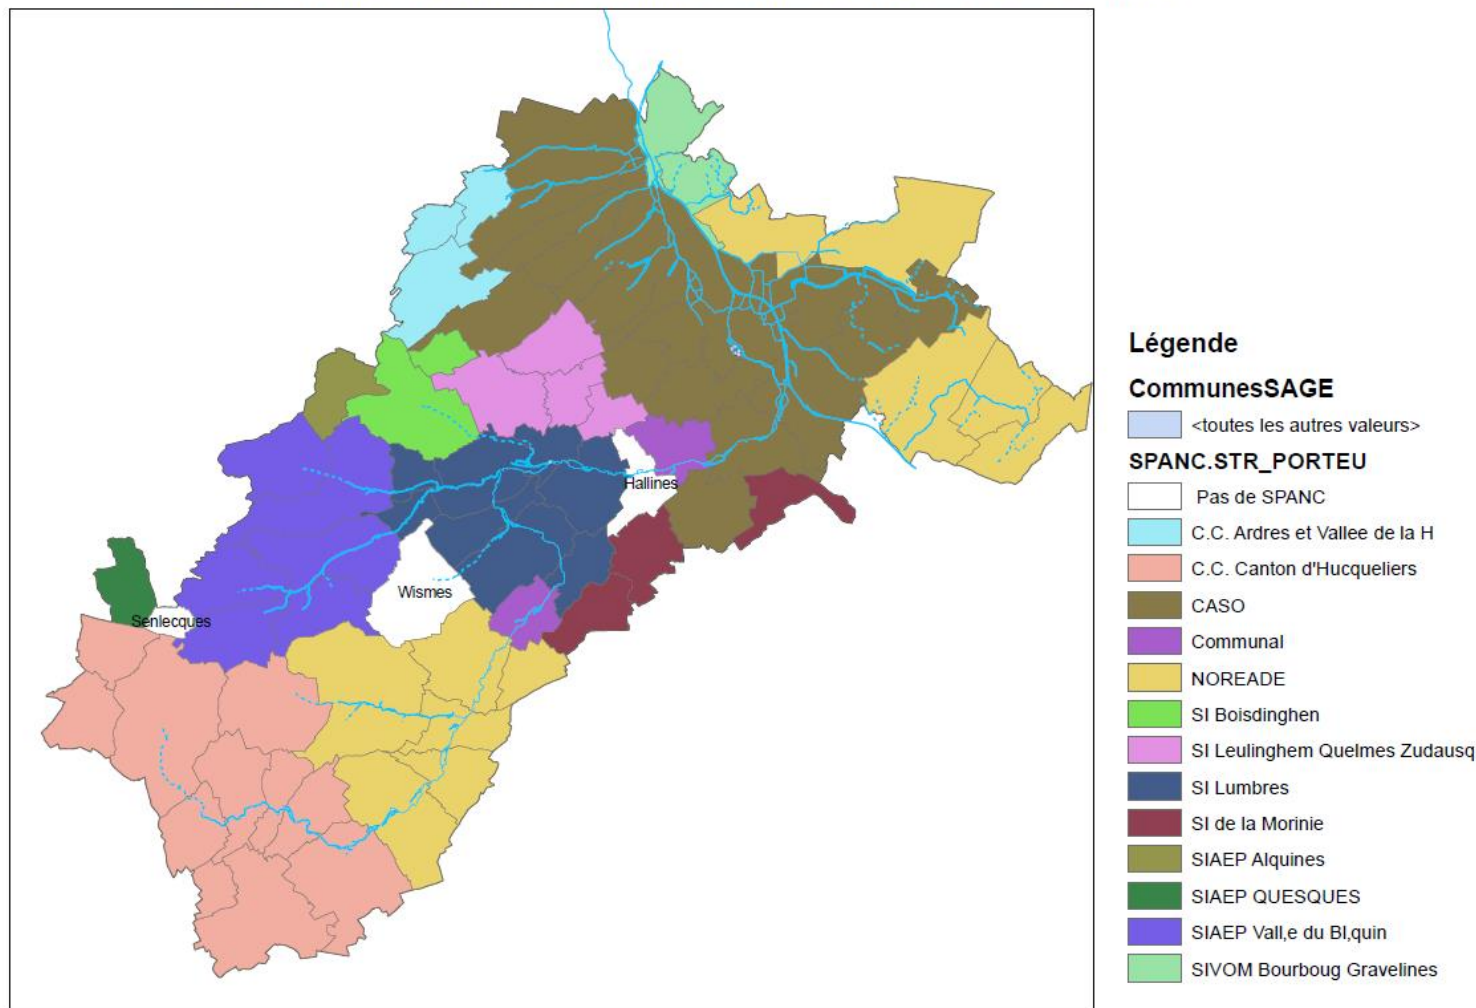 Hallines
Wismes
Senlecques
Légende
CommunesSAGE
<toutes les autres valeurs>
SPANC.STR_PORTEU
Pas de SPANC
C.C. Ardres et Vallee de la H
C.C. Canton d'Hucqueliers
CASO
Communal
NOREADE
SI Boisdinghen
SI Leulinghem Quelmes Zudausq
SI Lumbres
SI de la Morinie
SIAEP Alquines
SIAEP QUESQUES
SIAEP Vall,e du Bl,quin
SIVOM Bourboug Gravelines